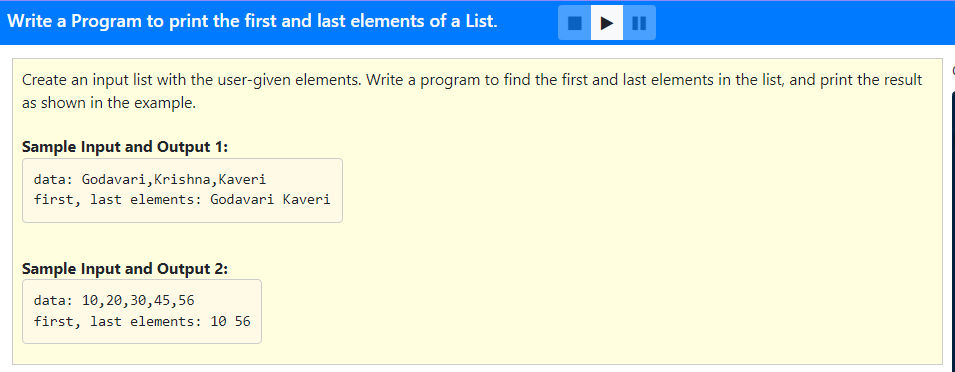 Write a Program to print the first and last elements of a List.
Create an input list with the user-given elements. Write a program to find the first and last elements in the list, and print the result
as shown in the example.
Sample Input and Output 1:
data: Godavari,Krishna,Kaveri
first, last elements: Godavari Kaveri
Sample Input and Output 2:
data: 10,20,30,45,56
first, last elements: 10 56